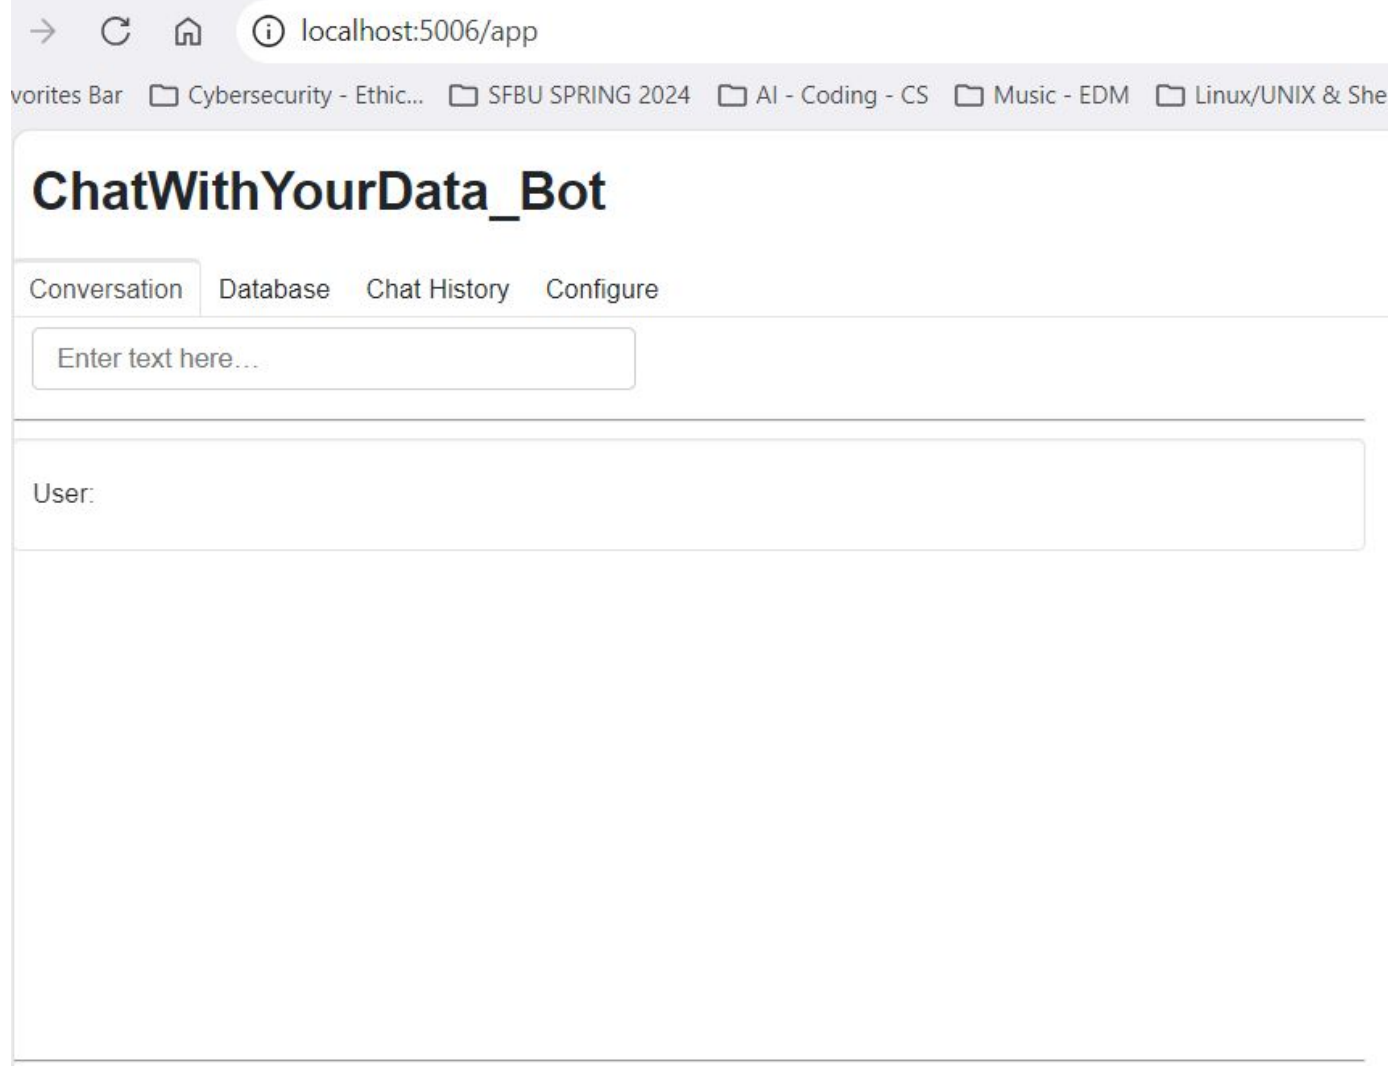 localhost:5006/app
vorites Bar Cybersecurity - Ethic... SFBU SPRING 2024 AI - Coding - CS Music - EDM Linux/UNIX & She
ChatWithYourData_Bot
Conversation Database Chat History Configure
Enter text here...
User: